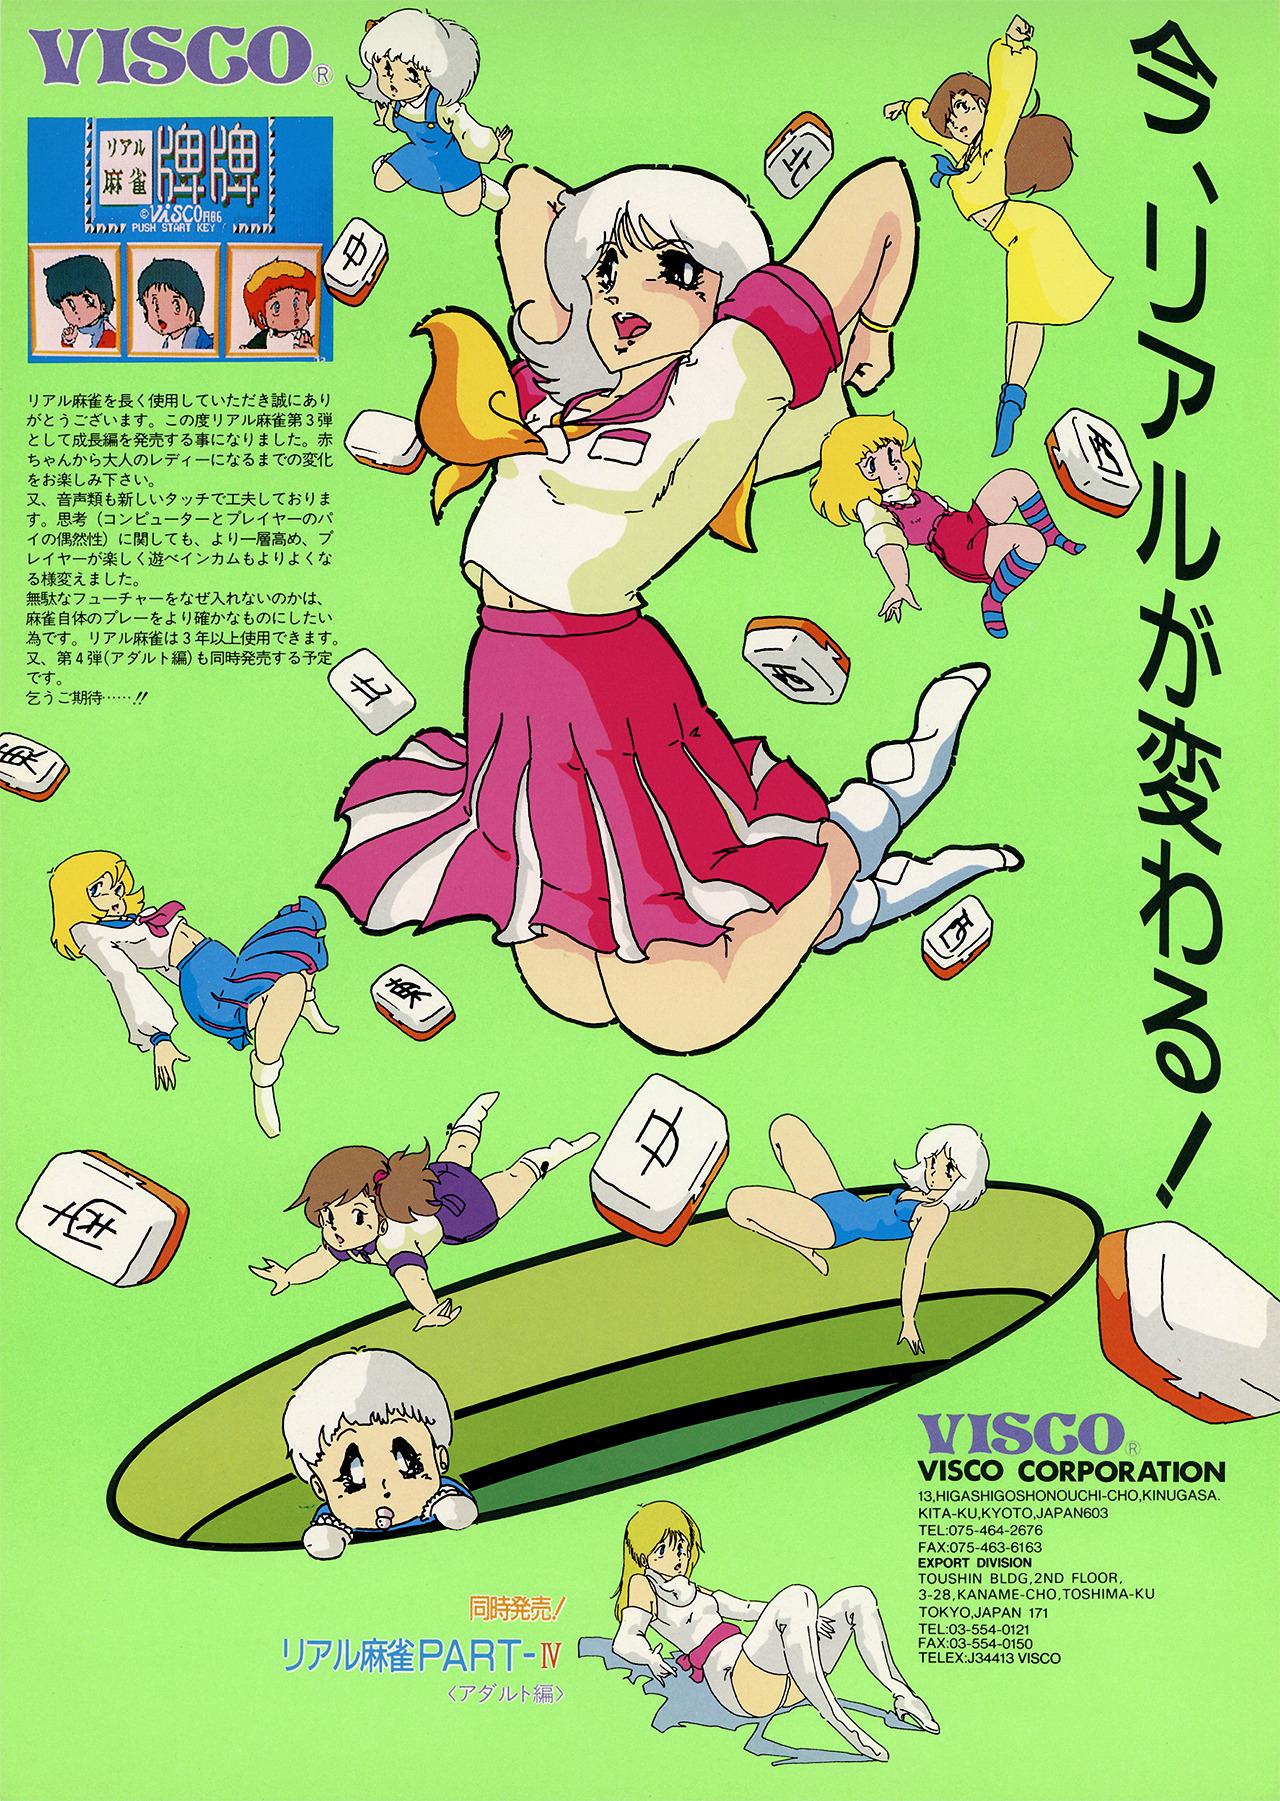 VISCO®
リアル
麻雀
牌牌
©VISCO
PUSH START KEY
今、リアルが変わる!
リアル麻雀を長く使用していただき誠にあり
がとうございます。この度リアル麻雀第3弾
として成長編を発売する事になりました。赤
ちゃんから大人のレディーになるまでの変化
をお楽しみ下さい。
又、音声類も新しいタッチで工夫しておりま
す。思考(コンピューターとプレイヤーのパ
イの偶然性)に関しても、より一層高め、プ
レイヤーが楽しく遊べインカムもよりよくな
る様変えました。
無駄なフューチャーをなぜ入れないのかは、
麻雀自体のプレーをより確かなものにしたい
為です。リアル麻雀は3年以上使用できます。
又、第4弾(アダルト編)も同時発売する予定
です。
乞うご期待……!!
北
中
西
西
東
西
東
中
同時発売!
リアル麻雀PART-IV
〈アダルト編〉
VISCO®
VISCO CORPORATION
13,HIGASHIGOSHONOUCHI-CHO,KINUGASA.
KITA-KU,KYOTO,JAPAN603
TEL:075-464-2676
FAX:075-463-6163
EXPORT DIVISION
TOUSHIN BLDG,2ND FLOOR,
3-28,KANAME-CHO,TOSHIMA-KU
TOKYO,JAPAN 171
TEL:03-554-0121
FAX:03-554-0150
TELEX:J34413 VISCO